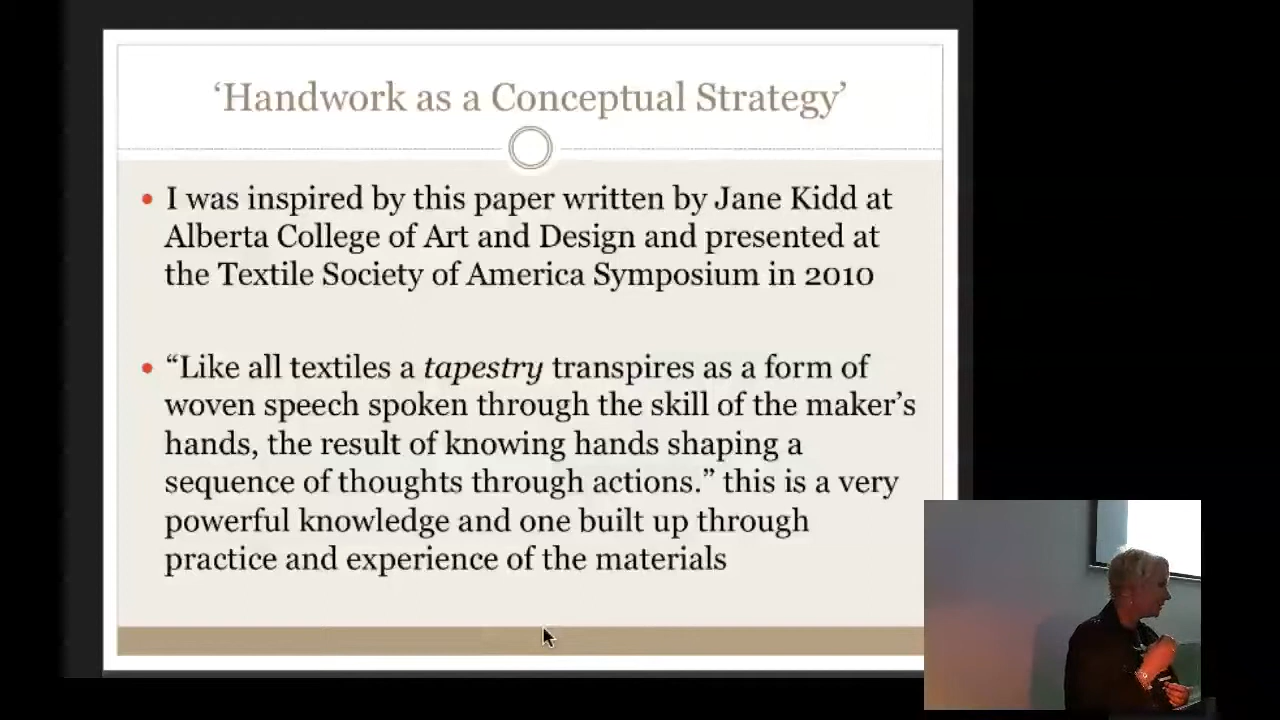 ‘Handwork as a Conceptual Strategy’
• I was inspired by this paper written by Jane Kidd at
Alberta College of Art and Design and presented at
the Textile Society of America Symposium in 2010
• “Like all textiles a tapestry transpires as a form of
woven speech spoken through the skill of the maker’s
hands, the result of knowing hands shaping a
sequence of thoughts through actions.” this is a very
powerful knowledge and one built up through
practice and experience of the materials